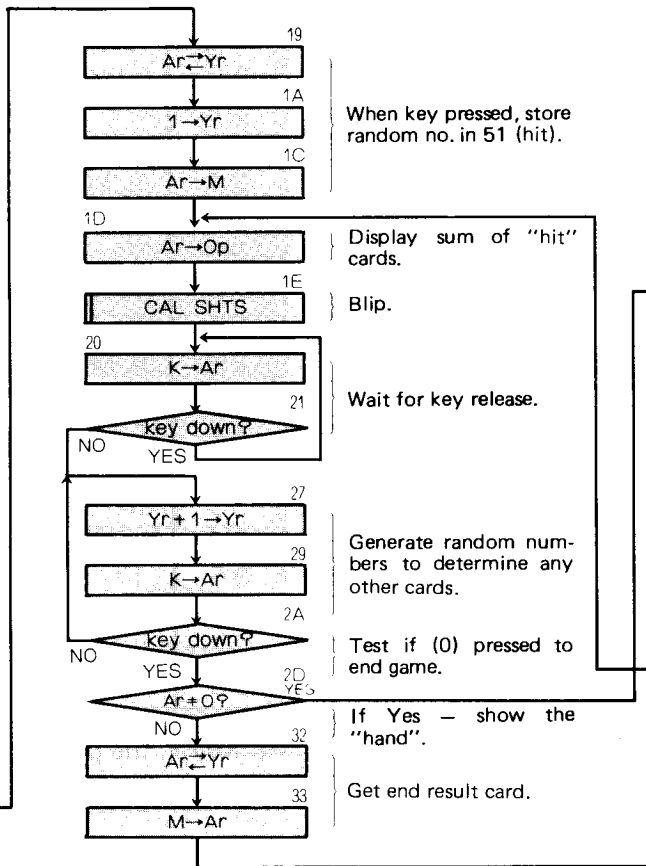 19
Ar⇄Yr
1A
1→Yr
When key pressed, store
random no. in 51 (hit).
1C
Ar→M
1D
Ar→Op
Display sum of "hit"
cards.
1E
CAL SHTS
Blip.
20
K→Ar
Wait for key release.
21
key down?
NO
YES
27
Yr + 1→Yr
29
K→Ar
Generate random num-
bers to determine any
other cards.
2A
key down?
NO
YES
Test if (0) pressed to
end game.
2D
YES
Ar≠0?
NO
If Yes – show the
"hand".
32
Ar⇄Yr
33
M→Ar
Get end result card.